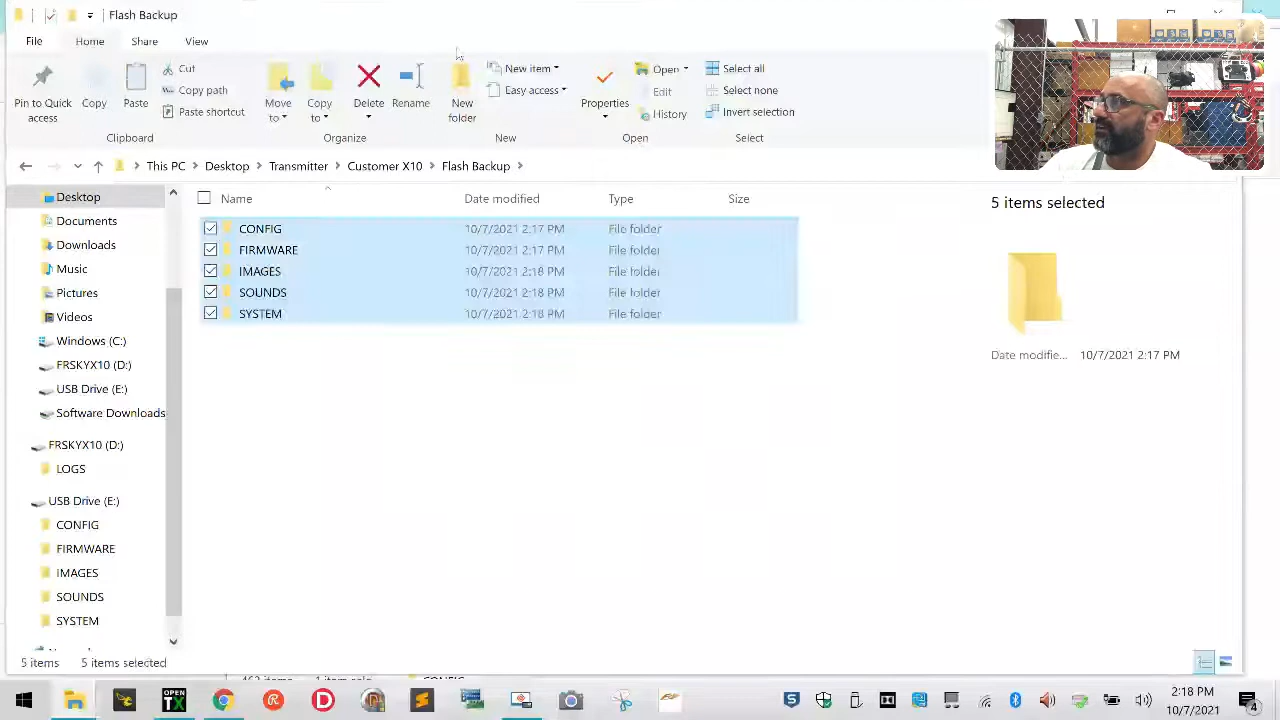 Flash Backup
File Home Share View
Pin to Quick access
Copy
Paste
Cut
Copy path
Paste shortcut
Clipboard
Move to
Copy to
Delete
Rename
Organize
New folder
New item
Easy access
New
Properties
Open
Edit
History
Open
Select all
Select none
Invert selection
Select
This PC Desktop Transmitter Customer X10 Flash Backup
Desktop
Documents
Downloads
Music
Pictures
Videos
Windows (C:)
FRSKYX10 (D:)
USB Drive (E:)
Software Downloads
FRSKYX10 (D:)
LOGS
USB Drive (E:)
CONFIG
FIRMWARE
IMAGES
SOUNDS
SYSTEM
Name Date modified Type Size
CONFIG 10/7/2021 2:17 PM File folder
FIRMWARE 10/7/2021 2:17 PM File folder
IMAGES 10/7/2021 2:18 PM File folder
SOUNDS 10/7/2021 2:18 PM File folder
SYSTEM 10/7/2021 2:18 PM File folder
5 items selected
Date modifie... 10/7/2021 2:17 PM
5 items 5 items selected
OPEN
TX
2:18 PM
10/7/2021
4